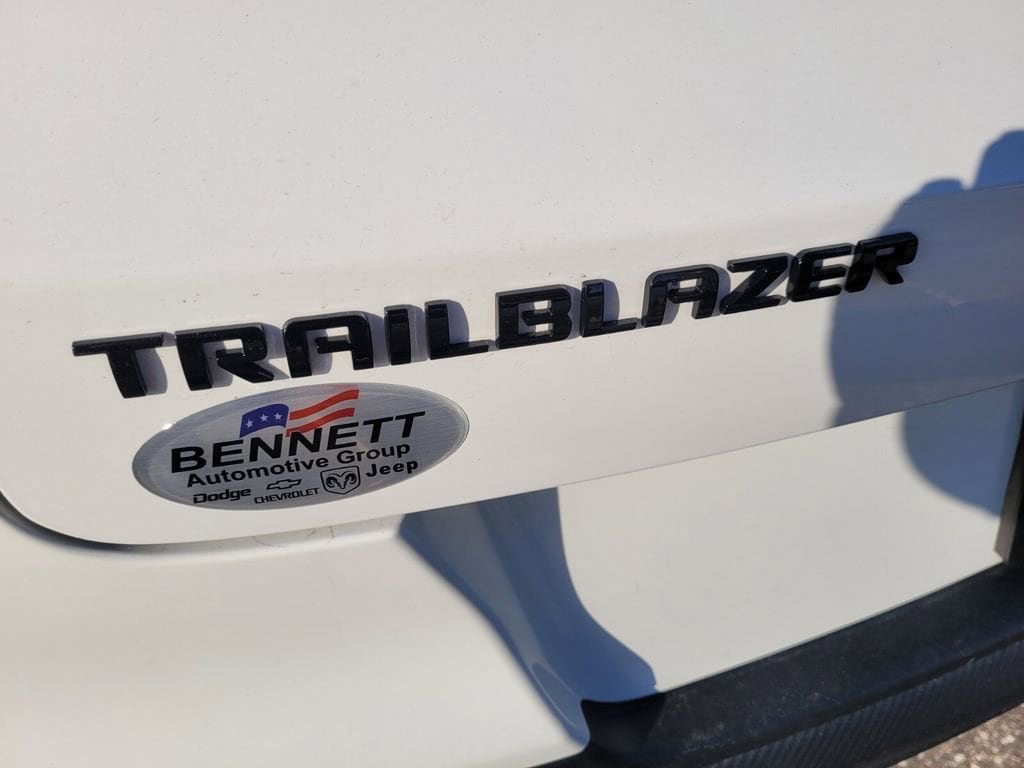 TRAILBLAZER
BENNETT
Automotive Group
Dodge CHEVROLET Jeep